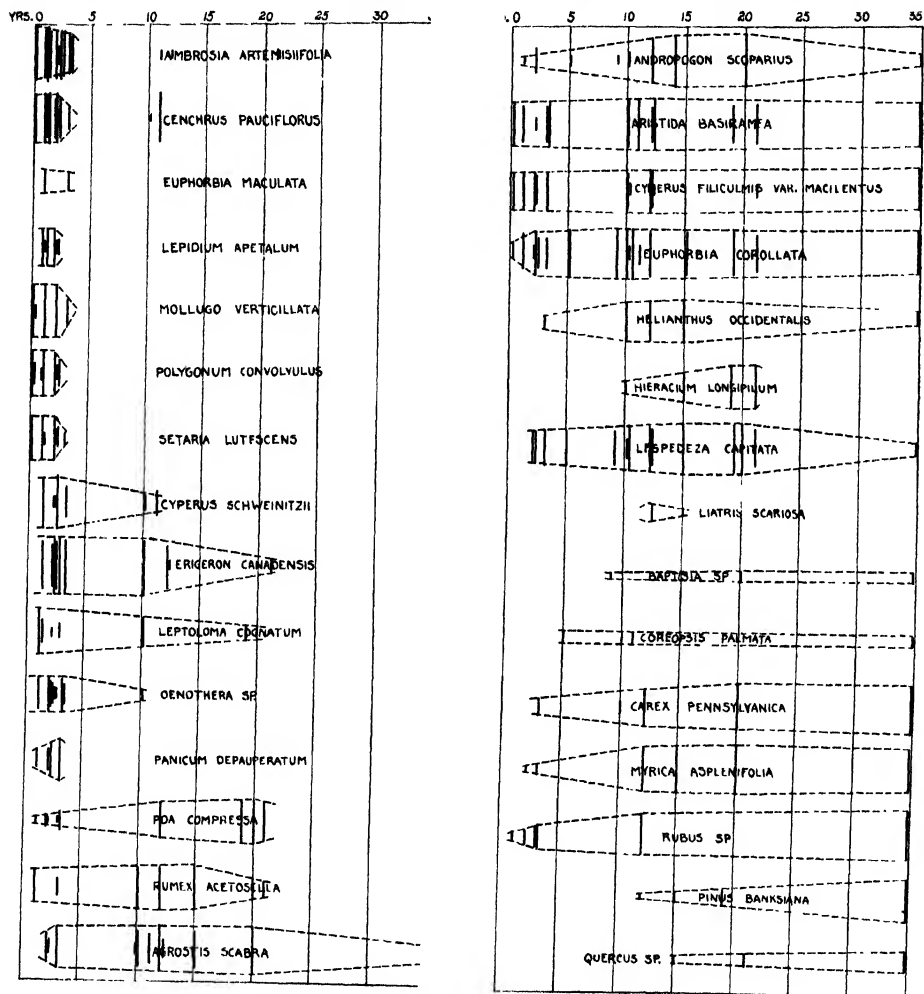 YRS. 0 5 10 15 20 25 30
IAMBROSIA ARTEMISIIFOLIA
CENCHRUS PAUCIFLORUS
EUPHORBIA MACULATA
LEPIDIUM APETALUM
MOLLUGO VERTICILLATA
POLYGONUM CONVOLVULUS
SETARIA LUTESCENS
CYPERUS SCHWEINITZII
ERIGERON CANADENSIS
LEPTOLOMA COGNATUM
OENOTHERA SP.
PANICUM DEPAUPERATUM
POA COMPRESSA
RUMEX ACETOSELLA
AGROSTIS SCABRA
0 5 10 15 20 25 30 35
ANDROPOGON SCOPARIUS
ARISTIDA BASIRAMEA
CYPERUS FILICULMIS VAR. MACILENTUS
EUPHORBIA COROLLATA
HELIANTHUS OCCIDENTALIS
HIERACIUM LONGIPILUM
LESPEDEZA CAPITATA
LIATRIS SCARIOSA
BAPTISIA SP.
COREOPSIS PALMATA
CAREX PENNSYLVANICA
MYRICA ASPLENIFOLIA
RUBUS SP
PINUS BANKSIANA
QUERCUS SP.